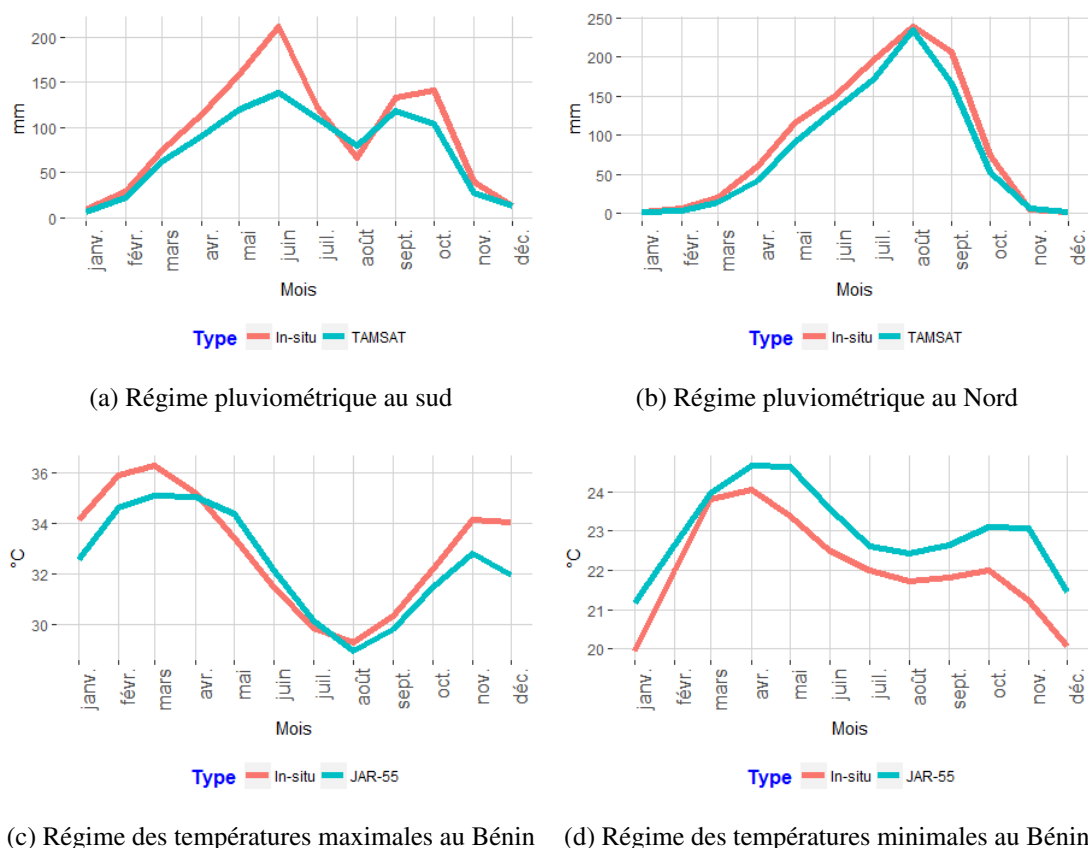 200
150
100
50
0
mm
janv.
févr.
mars
avr.
mai
juin
juil.
août
sept.
oct.
nov.
déc.
Mois
Type In-situ TAMSAT
(a) Régime pluviométrique au sud
250
200
150
100
50
0
mm
janv.
févr.
mars
avr.
mai
juin
juil.
août
sept.
oct.
nov.
déc.
Mois
Type In-situ TAMSAT
(b) Régime pluviométrique au Nord
36
34
32
30
°C
janv.
févr.
mars
avr.
mai
juin
juil.
août
sept.
oct.
nov.
déc.
Mois
Type In-situ JAR-55
(c) Régime des températures maximales au Bénin
24
23
22
21
20
°C
janv.
févr.
mars
avr.
mai
juin
juil.
août
sept.
oct.
nov.
déc.
Mois
Type In-situ JAR-55
(d) Régime des températures minimales au Bénin